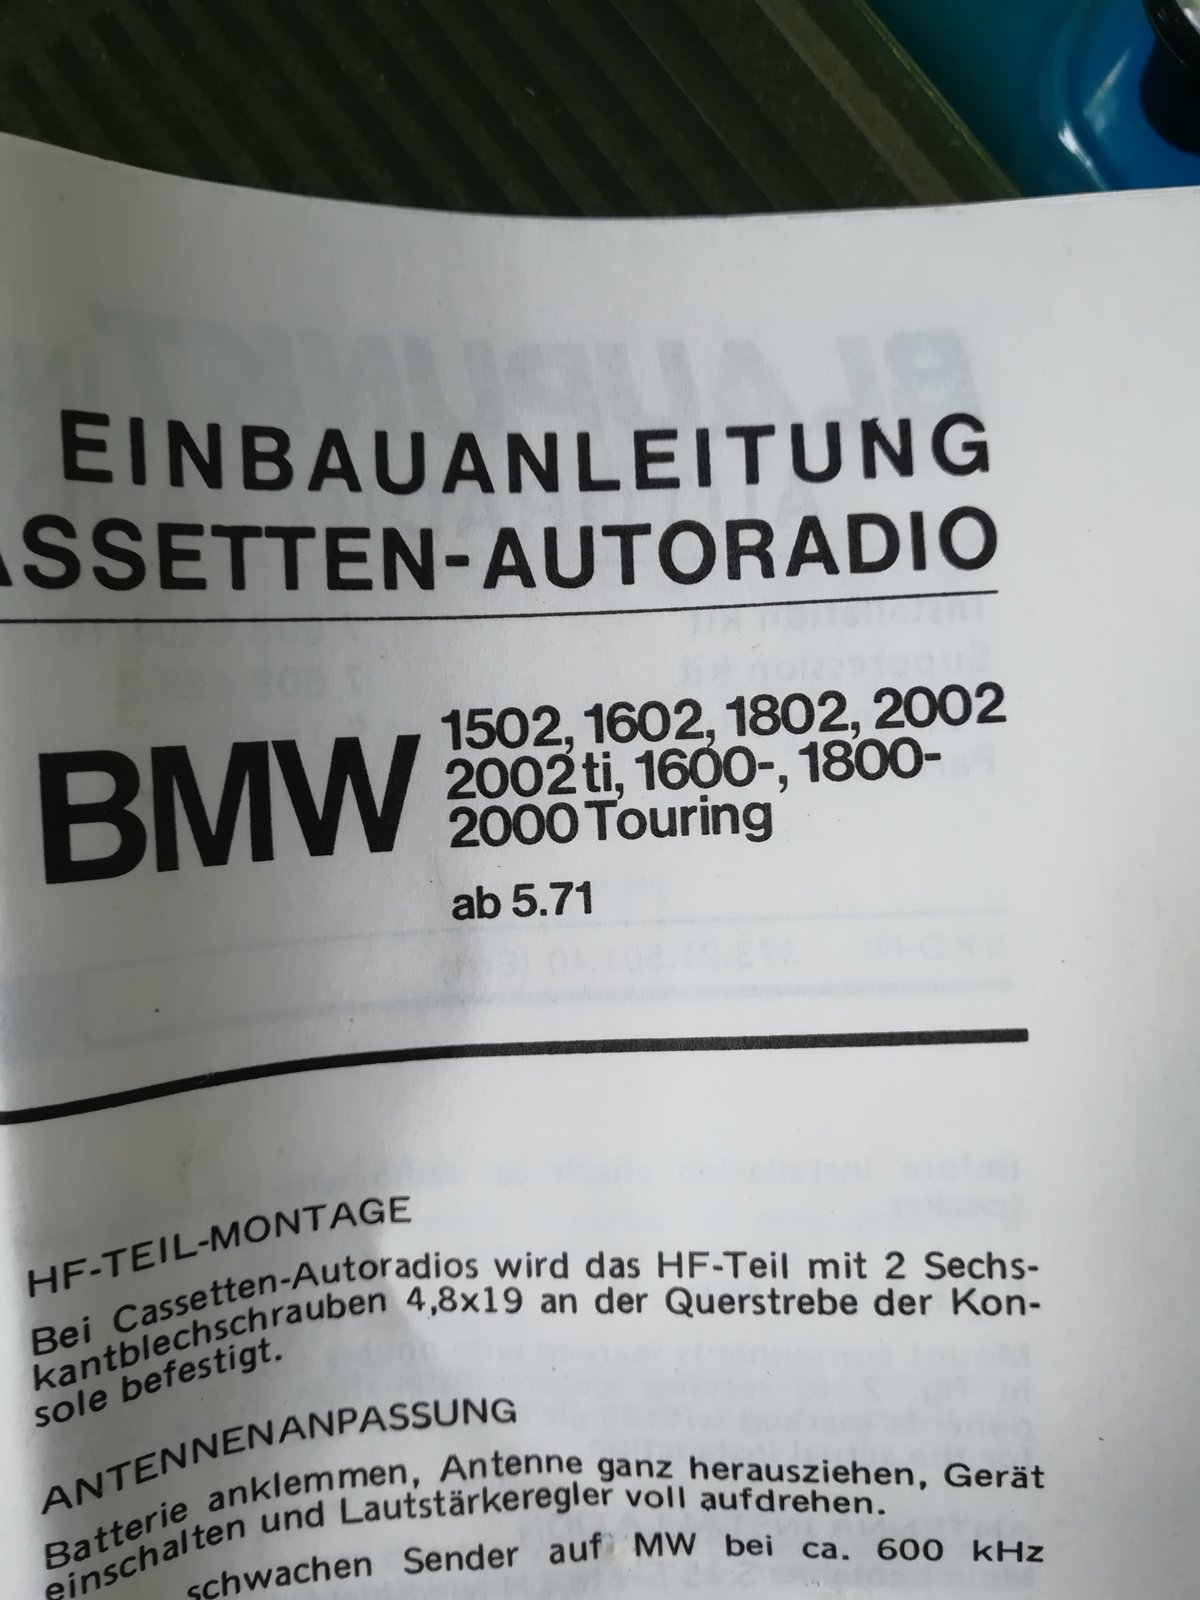 EINBAUANLEITUNG
ASSETTEN-AUTORADIO
BMW
1502, 1602, 1802, 2002
2002 ti, 1600-, 1800-
2000 Touring
ab 5.71
HF-TEIL-MONTAGE
Bei Cassetten-Autoradios wird das HF-Teil mit 2 Sechs-
kantblechschrauben 4,8x19 an der Querstrebe der Kon-
sole befestigt.
ANTENNENANPASSUNG
Batterie anklemmen, Antenne ganz herausziehen, Gerät
einschalten und Lautstärkeregler voll aufdrehen.
schwachen Sender auf MW bei ca. 600 kHz